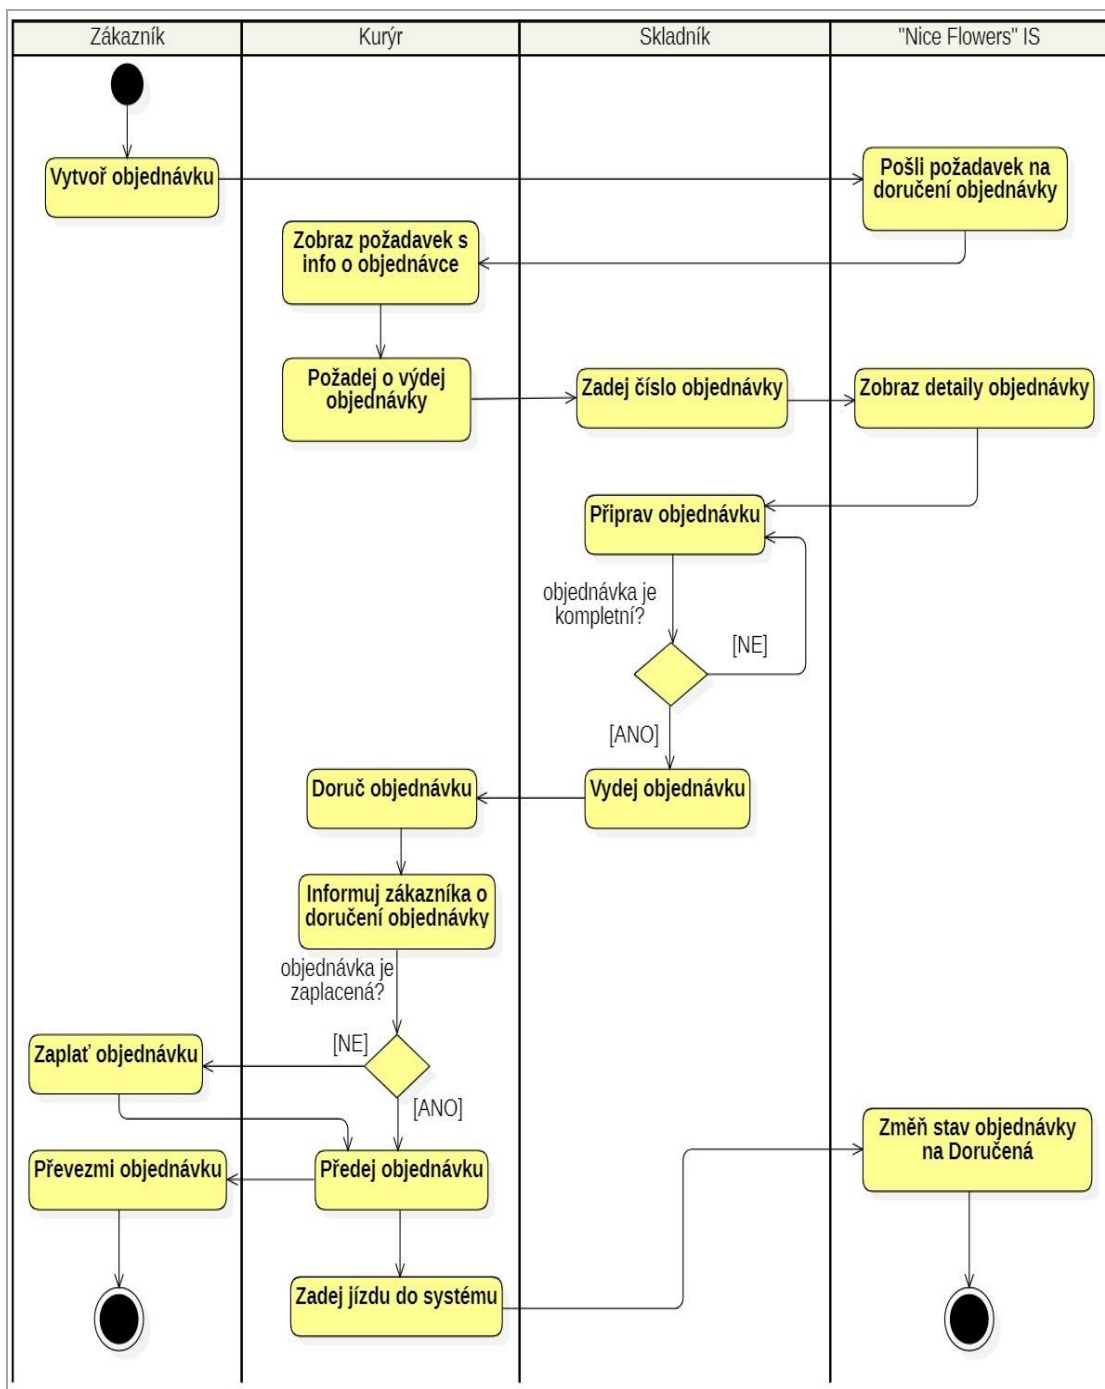 Zákazník
Kurýr
Skladník
"Nice Flowers" IS
Vytvoř objednávku
Pošli požadavek na
doručení objednávky
Zobraz požadavek s
info o objednávce
Požadej o výdej
objednávky
Zadej číslo objednávky
Zobraz detaily objednávky
Připrav objednávku
objednávka je
kompletní?
[NE]
[ANO]
Vydej objednávku
Doruč objednávku
Informuj zákazníka o
doručení objednávky
objednávka je
zaplacená?
[NE]
Zaplať objednávku
[ANO]
Předej objednávku
Převezmi objednávku
Zadej jízdu do systému
Změň stav objednávky
na Doručená